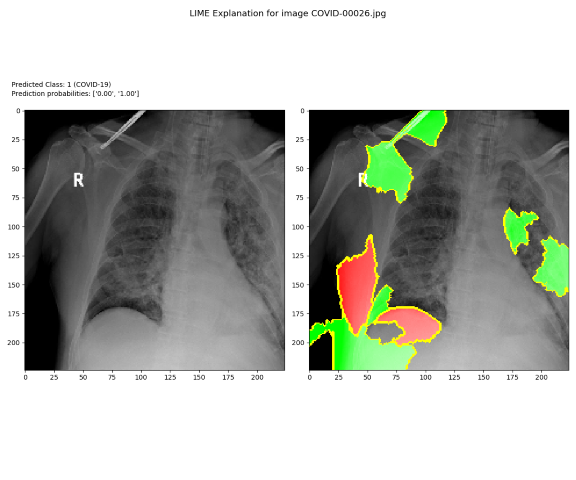 LIME Explanation for image COVID-00026.jpg
Predicted Class: 1 (COVID-19)
Prediction probabilities: ['0.00', '1.00']
0
25
50
75
100
125
150
175
200
0 25 50 75 100 125 150 175 200
R
0
25
50
75
100
125
150
175
200
0 25 50 75 100 125 150 175 200
R